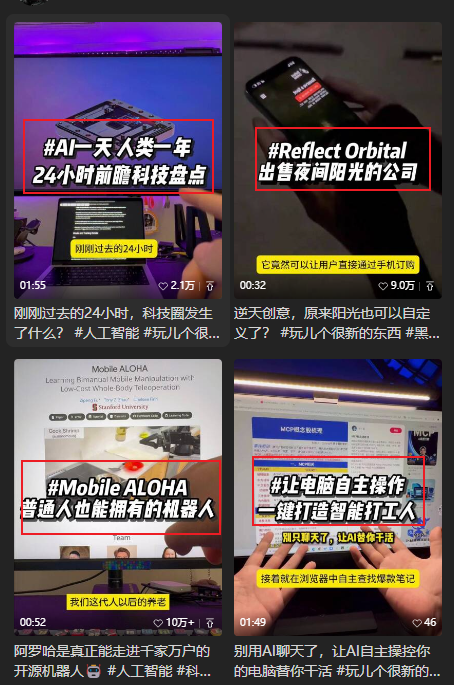 #AI一天 人类一年
24小时前瞻科技盘点
刚刚过去的24小时
01:55
2.1万
刚刚过去的24小时，科技圈发生
了什么？ #人工智能 #玩儿个很...
#Reflect Orbital
出售夜间阳光的公司
它竟然可以让用户直接通过手机订购
00:32
9.0万
逆天创意，原来阳光也可以自定
义了？ #玩儿个很新的东西 #黑...
Mobile ALOHA
Learning Bimanual Mobile Manipulation with
Low-Cost Whole-Body Teleoperation
Stanford University
Cook Shrimp
#Mobile ALOHA
普通人也能拥有的机器人
Team
我们这代人以后的养老
00:52
10万+
阿罗哈是真正能走进千家万户的
开源机器人🤖 #人工智能 #科...
MCP概念股梳理
MCP
#让电脑自主操作
一键打造智能打工人
别只聊天了，让AI替你干活
接着就在浏览器中自主查找爆款笔记
01:49
46
别用AI聊天了，让AI自主操控你
的电脑替你干活 #玩儿个很新的...